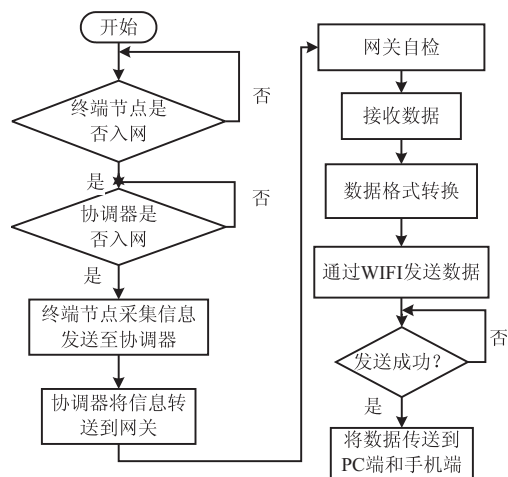 开始
终端节点是
否入网
否
是
协调器是
否入网
否
是
终端节点采集信息
发送至协调器
协调器将信息转
送到网关
网关自检
接收数据
数据格式转换
通过WIFI发送数据
发送成功?
否
是
将数据传送到
PC端和手机端